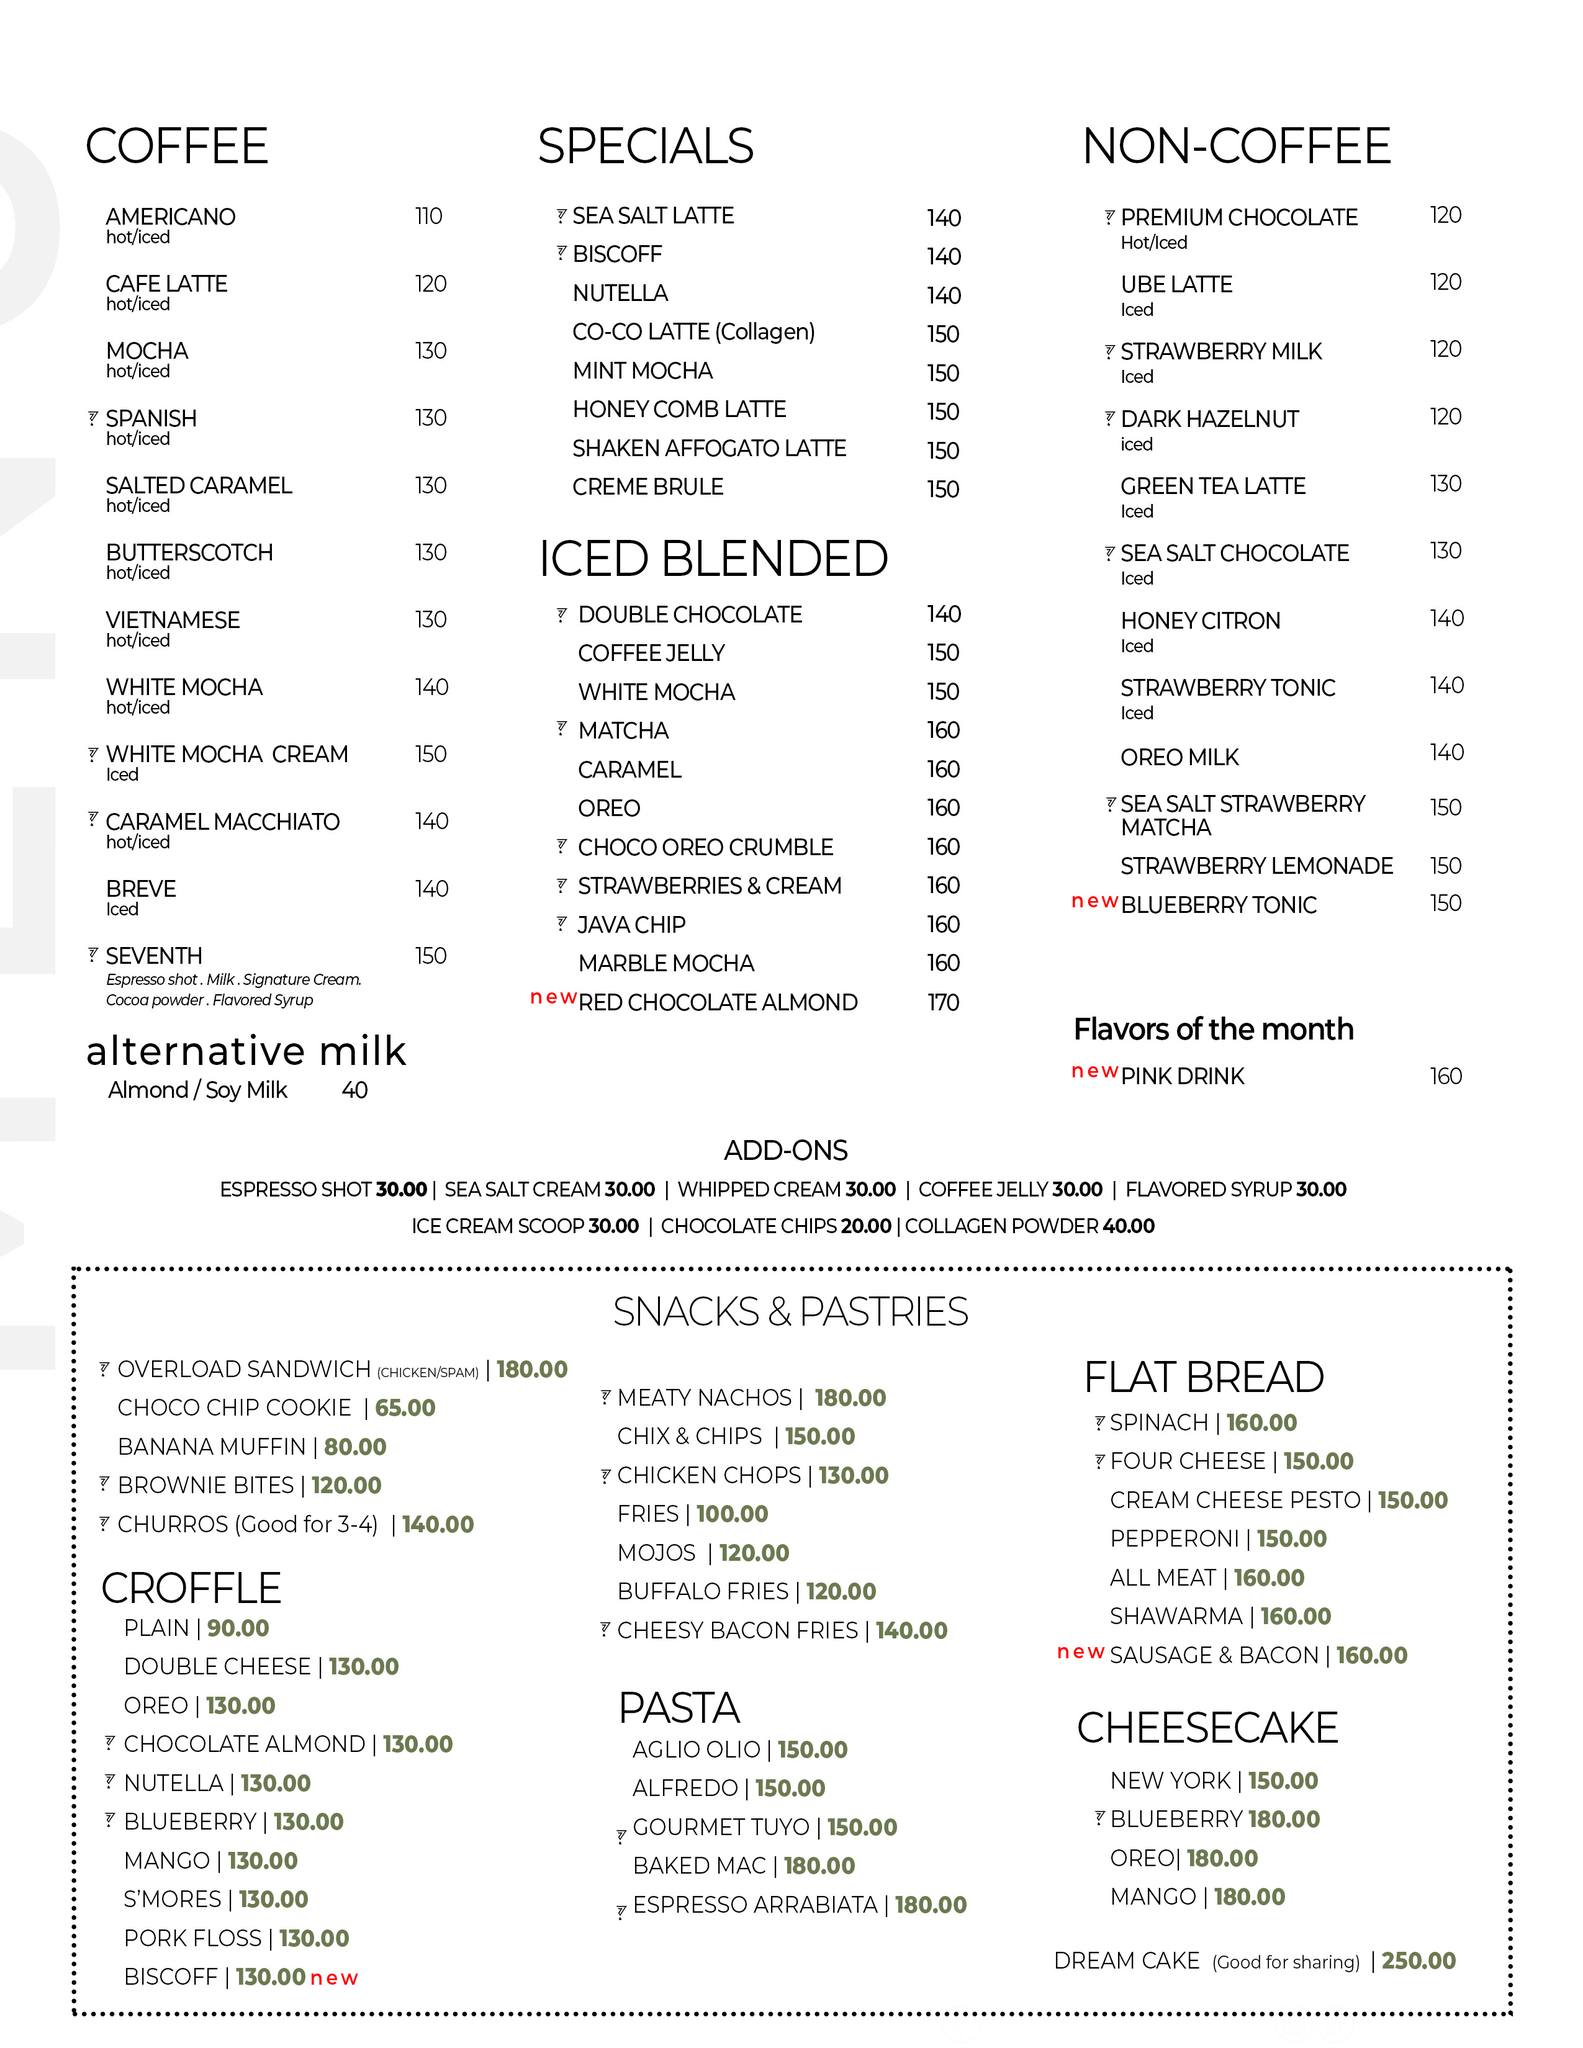 COFFEE
AMERICANO 110
hot/iced
CAFE LATTE 120
hot/iced
MOCHA 130
hot/iced
SPANISH 130
hot/iced
SALTED CARAMEL 130
hot/iced
BUTTERSCOTCH 130
hot/iced
VIETNAMESE 130
hot/iced
WHITE MOCHA 140
hot/iced
WHITE MOCHA CREAM 150
Iced
CARAMEL MACCHIATO 140
hot/iced
BREVE 140
Iced
SEVENTH 150
Espresso shot . Milk . Signature Cream.
Cocoa powder . Flavored Syrup
alternative milk
Almond / Soy Milk 40
SPECIALS
SEA SALT LATTE 140
BISCOFF 140
NUTELLA 140
CO-CO LATTE (Collagen) 150
MINT MOCHA 150
HONEY COMB LATTE 150
SHAKEN AFFOGATO LATTE 150
CREME BRULE 150
ICED BLENDED
DOUBLE CHOCOLATE 140
COFFEE JELLY 150
WHITE MOCHA 150
MATCHA 160
CARAMEL 160
OREO 160
CHOCO OREO CRUMBLE 160
STRAWBERRIES & CREAM 160
JAVA CHIP 160
MARBLE MOCHA 160
new RED CHOCOLATE ALMOND 170
NON-COFFEE
PREMIUM CHOCOLATE 120
Hot/Iced
UBE LATTE 120
Iced
STRAWBERRY MILK 120
Iced
DARK HAZELNUT 120
iced
GREEN TEA LATTE 130
Iced
SEA SALT CHOCOLATE 130
Iced
HONEY CITRON 140
Iced
STRAWBERRY TONIC 140
Iced
OREO MILK 140
SEA SALT STRAWBERRY 150
MATCHA
STRAWBERRY LEMONADE 150
new BLUEBERRY TONIC 150
Flavors of the month
new PINK DRINK 160
ADD-ONS
ESPRESSO SHOT 30.00 | SEA SALT CREAM 30.00 | WHIPPED CREAM 30.00 | COFFEE JELLY 30.00 | FLAVORED SYRUP 30.00
ICE CREAM SCOOP 30.00 | CHOCOLATE CHIPS 20.00 | COLLAGEN POWDER 40.00
SNACKS & PASTRIES
OVERLOAD SANDWICH (CHICKEN/SPAM) | 180.00
CHOCO CHIP COOKIE | 65.00
BANANA MUFFIN | 80.00
BROWNIE BITES | 120.00
CHURROS (Good for 3-4) | 140.00
CROFFLE
PLAIN | 90.00
DOUBLE CHEESE | 130.00
OREO | 130.00
CHOCOLATE ALMOND | 130.00
NUTELLA | 130.00
BLUEBERRY | 130.00
MANGO | 130.00
S'MORES | 130.00
PORK FLOSS | 130.00
BISCOFF | 130.00 new
MEATY NACHOS | 180.00
CHIX & CHIPS | 150.00
CHICKEN CHOPS | 130.00
FRIES | 100.00
MOJOS | 120.00
BUFFALO FRIES | 120.00
CHEESY BACON FRIES | 140.00
PASTA
AGLIO OLIO | 150.00
ALFREDO | 150.00
GOURMET TUYO | 150.00
BAKED MAC | 180.00
ESPRESSO ARRABIATA | 180.00
FLAT BREAD
SPINACH | 160.00
FOUR CHEESE | 150.00
CREAM CHEESE PESTO | 150.00
PEPPERONI | 150.00
ALL MEAT | 160.00
SHAWARMA | 160.00
new SAUSAGE & BACON | 160.00
CHEESECAKE
NEW YORK | 150.00
BLUEBERRY 180.00
OREO| 180.00
MANGO | 180.00
DREAM CAKE (Good for sharing) | 250.00